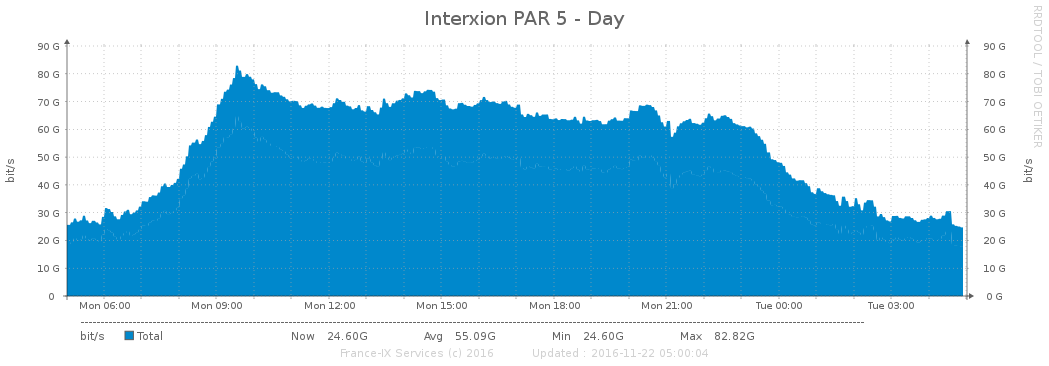 Interxion PAR 5 - Day
RRDTOOL / TOBI OETIKER
90 G 90 G
80 G 80 G
70 G 70 G
60 G 60 G
50 G 50 G
40 G 40 G
30 G 30 G
20 G 20 G
10 G 10 G
0 0 G
bit/s
bit/s
Mon 06:00 Mon 09:00 Mon 12:00 Mon 15:00 Mon 18:00 Mon 21:00 Tue 00:00 Tue 03:00
bit/s Total Now 24.60G Avg 55.09G Min 24.60G Max 82.82G
France-IX Services (c) 2016 Updated : 2016-11-22 05:00:04